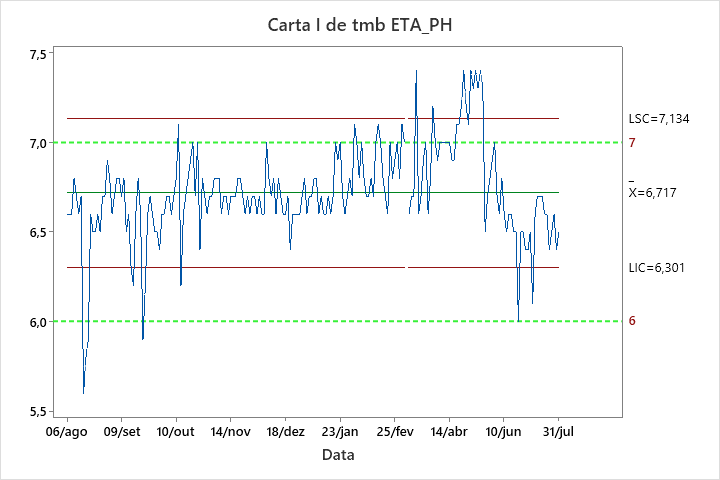 Carta I de tmb ETA_PH
7,5
7,0
6,5
6,0
5,5
LSC=7,134
7
_
X=6,717
LIC=6,301
6
06/ago 09/set 10/out 14/nov 18/dez 23/jan 25/fev 14/abr 10/jun 31/jul
Data